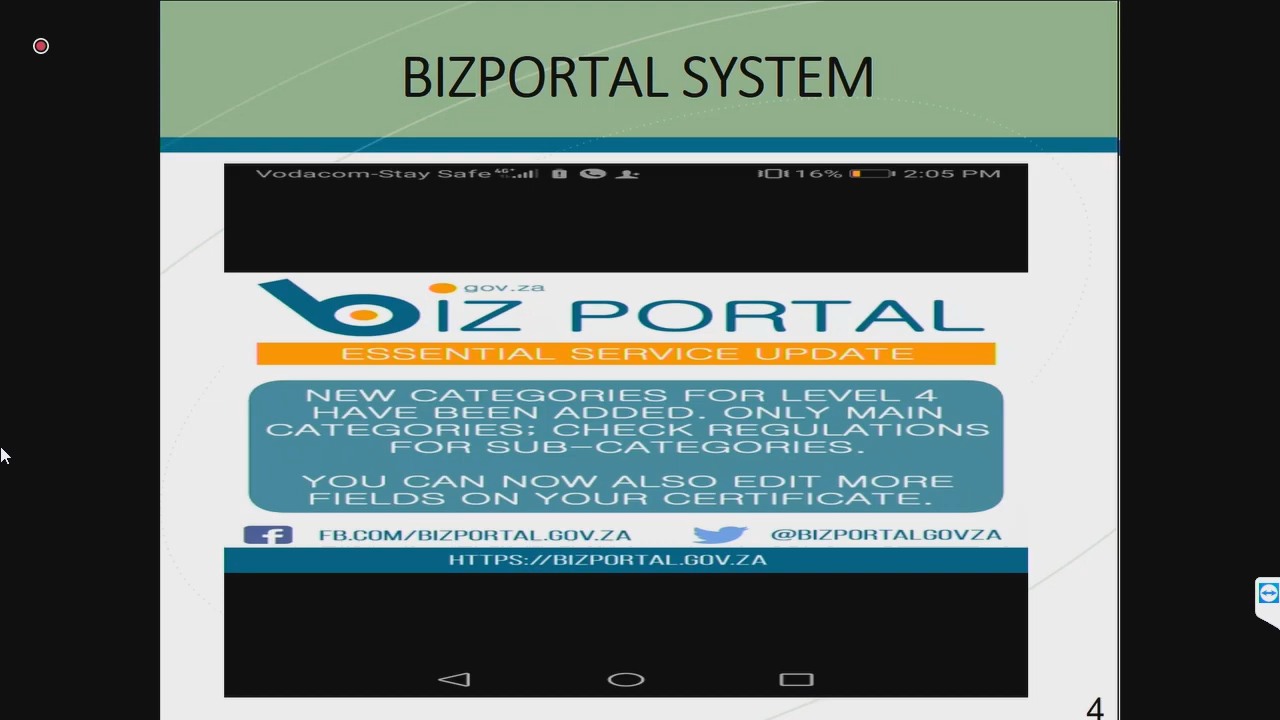 BIZPORTAL SYSTEM
Vodacom-Stay Safe 4G+ 16% 2:05 PM
gov.za
bIZ PORTAL
ESSENTIAL SERVICE UPDATE
NEW CATEGORIES FOR LEVEL 4
HAVE BEEN ADDED. ONLY MAIN
CATEGORIES; CHECK REGULATIONS
FOR SUB-CATEGORIES.
YOU CAN NOW ALSO EDIT MORE
FIELDS ON YOUR CERTIFICATE.
f FB.COM/BIZPORTAL.GOV.ZA @BIZPORTALGOVZA
HTTPS://BIZPORTAL.GOV.ZA
4